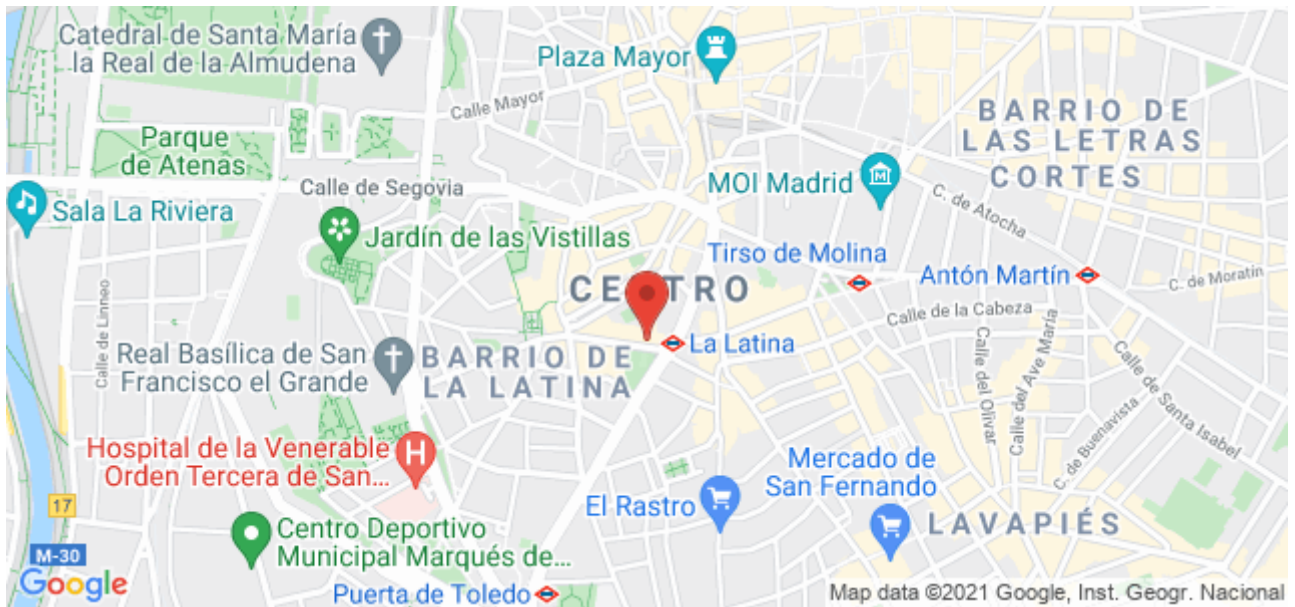 Catedral de Santa María
la Real de la Almudena
Plaza Mayor
Calle Mayor
BARRIO DE
LAS LETRAS
CORTES
Parque
de Atenas
Calle de Segovia
MOI Madrid
C. de Atocha
Sala La Riviera
Jardín de las Vistillas
Tirso de Molina
Antón Martín
C. de Moratín
CENTRO
Calle de la Cabeza
Calle de Linneo
La Latina
Real Basílica de San
Francisco el Grande
BARRIO DE
LA LATINA
Calle del Olivar
Calle del Ave María
Calle de Santa Isabel
C. de Buenavista
Hospital de la Venerable
Orden Tercera de San...
Mercado de
San Fernando
El Rastro
LAVAPIÉS
17
Centro Deportivo
Municipal Marqués de...
M-30
Google
Puerta de Toledo
Map data ©2021 Google, Inst. Geogr. Nacional